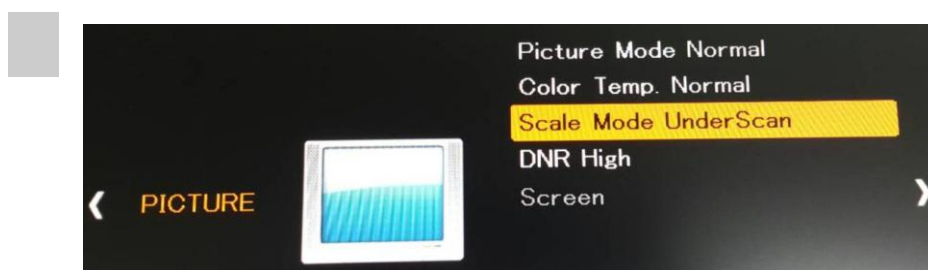 Picture Mode Normal
Color Temp. Normal
Scale Mode UnderScan
DNR High
PICTURE
Screen